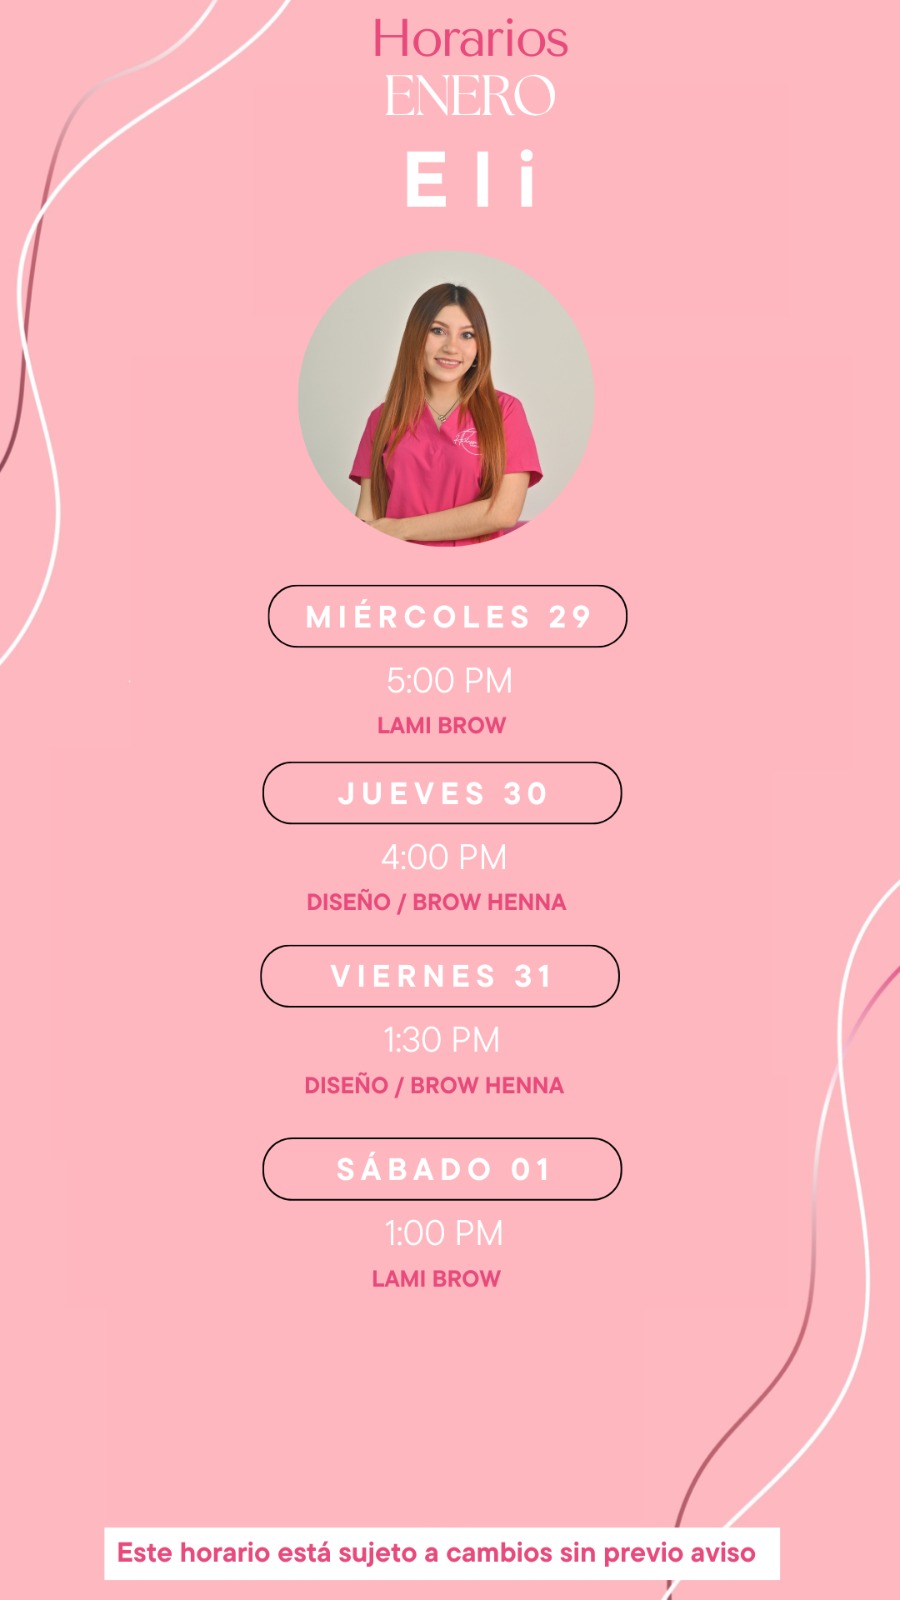 Horarios
ENERO
Eli
MIÉRCOLES 29
5:00 PM
LAMI BROW
JUEVES 30
4:00 PM
DISEÑO / BROW HENNA
VIERNES 31
1:30 PM
DISEÑO / BROW HENNA
SÁBADO 01
1:00 PM
LAMI BROW
Este horario está sujeto a cambios sin previo aviso